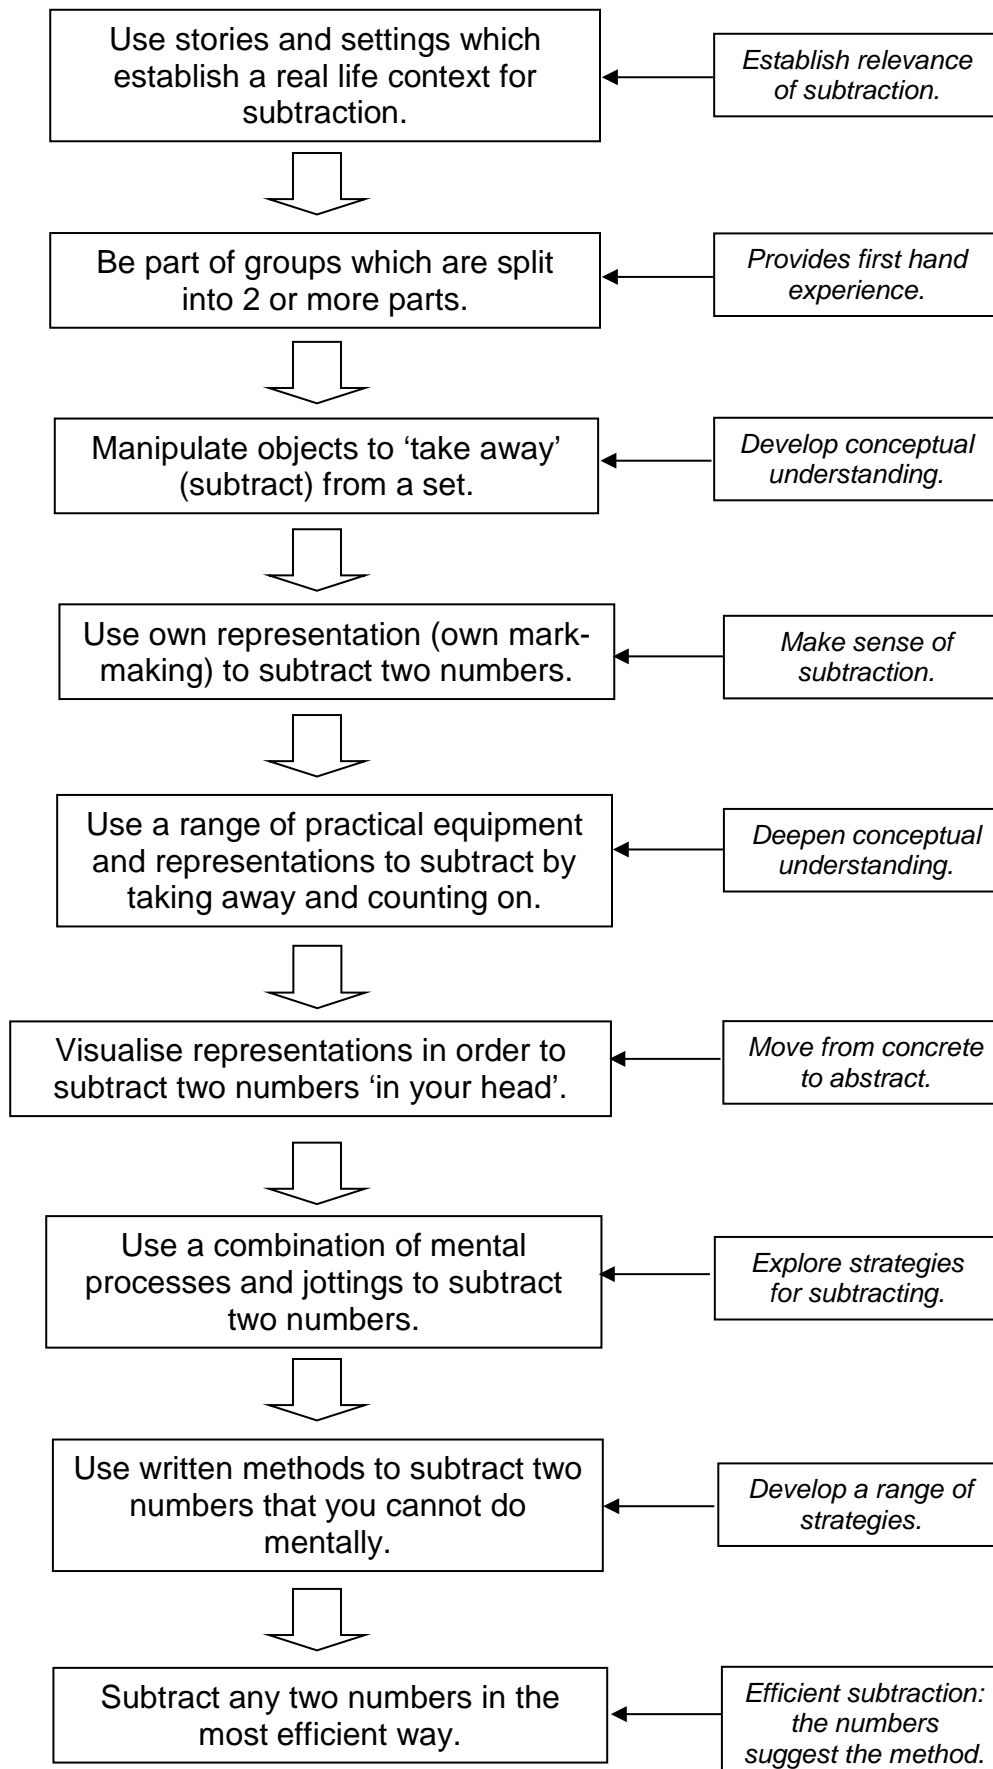 Use stories and settings which
establish a real life context for
subtraction.
Establish relevance
of subtraction.
Be part of groups which are split
into 2 or more parts.
Provides first hand
experience.
Manipulate objects to ‘take away’
(subtract) from a set.
Develop conceptual
understanding.
Use own representation (own mark-
making) to subtract two numbers.
Make sense of
subtraction.
Use a range of practical equipment
and representations to subtract by
taking away and counting on.
Deepen conceptual
understanding.
Visualise representations in order to
subtract two numbers ‘in your head’.
Move from concrete
to abstract.
Use a combination of mental
processes and jottings to subtract
two numbers.
Explore strategies
for subtracting.
Use written methods to subtract two
numbers that you cannot do
mentally.
Develop a range of
strategies.
Subtract any two numbers in the
most efficient way.
Efficient subtraction:
the numbers
suggest the method.